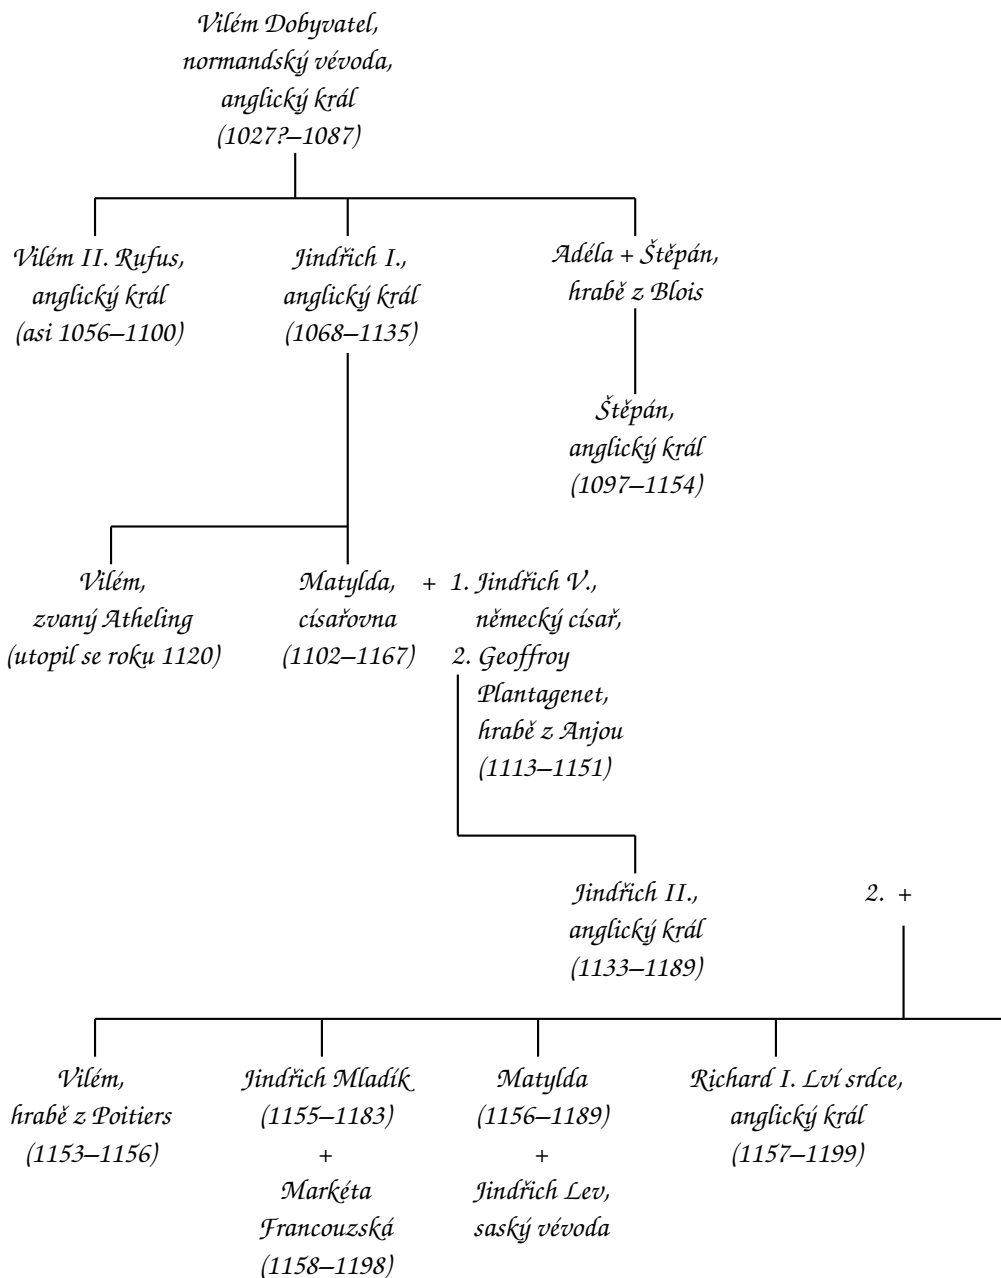 Vilém Dobyvatel,
normandský vévoda,
anglický král
(1027?–1087)
Vilém II. Rufus,
anglický král
(asi 1056–1100)
Jindřich I.,
anglický král
(1068–1135)
Adéla + Štěpán,
hrabě z Blois
Štěpán,
anglický král
(1097–1154)
Vilém,
zvaný Atheling
(utopil se roku 1120)
Matylda,
císařovna
(1102–1167)
+ 1. Jindřich V.,
německý císař,
2. Geoffroy
Plantagenet,
hrabě z Anjou
(1113–1151)
Jindřich II.,
anglický král
(1133–1189)
2. +
Vilém,
hrabě z Poitiers
(1153–1156)
Jindřich Mladík
(1155–1183)
+
Markéta
Francouzská
(1158–1198)
Matylda
(1156–1189)
+
Jindřich Lev,
saský vévoda
Richard I. Lví srdce,
anglický král
(1157–1199)